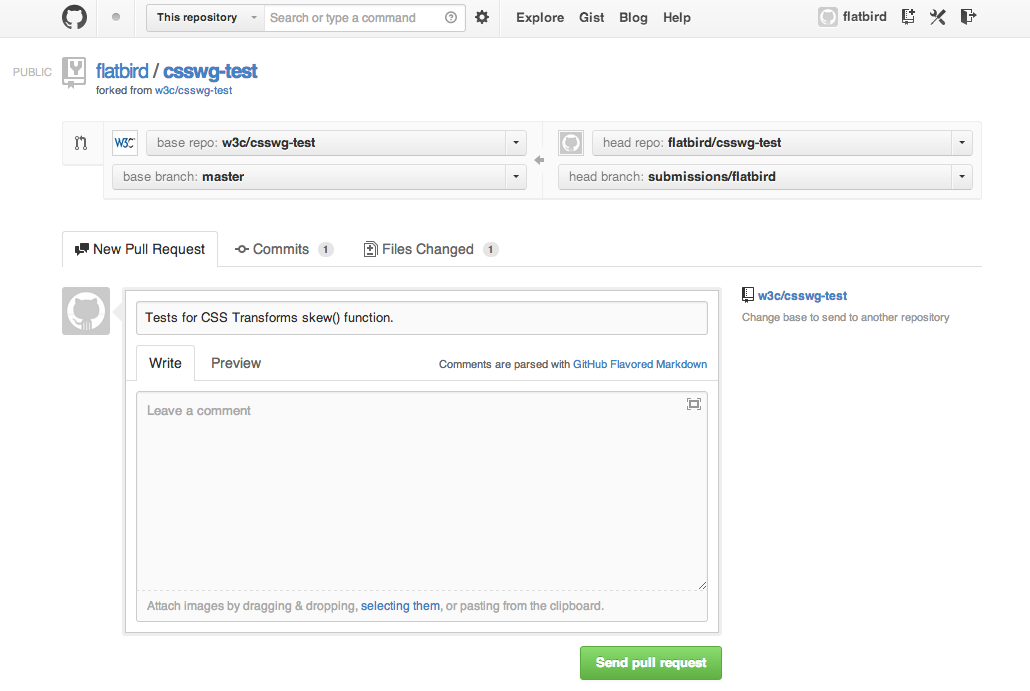 This repository Search or type a command Explore Gist Blog Help flatbird
PUBLIC flatbird / csswg-test
forked from w3c/csswg-test
W3C base repo: w3c/csswg-test head repo: flatbird/csswg-test
base branch: master head branch: submissions/flatbird
New Pull Request Commits 1 Files Changed 1
w3c/csswg-test
Change base to send to another repository
Tests for CSS Transforms skew() function.
Write Preview Comments are parsed with GitHub Flavored Markdown
Leave a comment
Attach images by dragging & dropping, selecting them, or pasting from the clipboard.
Send pull request